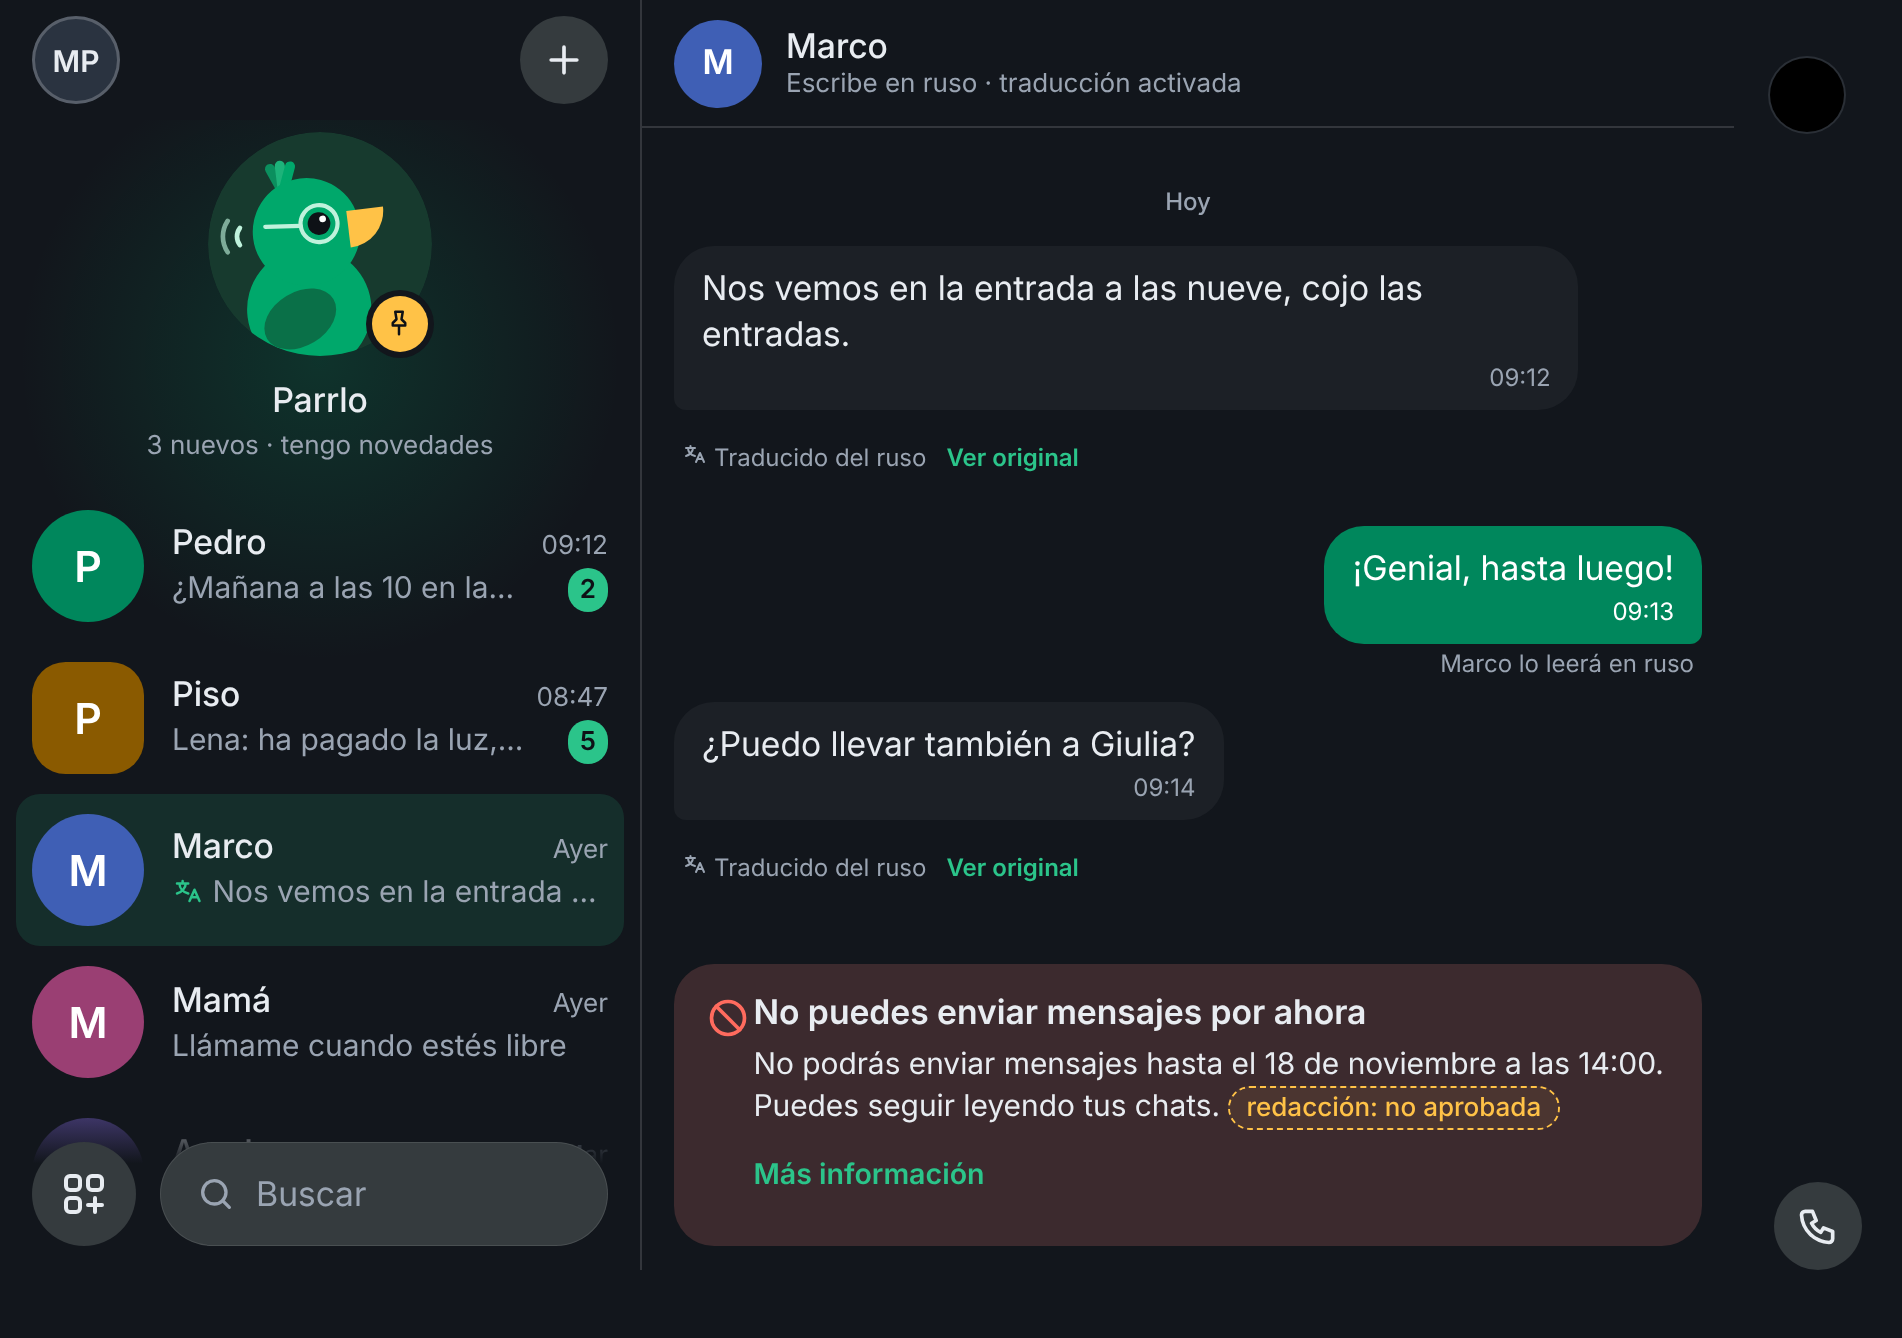 MP
Parrlo
3 nuevos · tengo novedades
P
Pedro
09:12
¿Mañana a las 10 en la...
2
P
Piso
08:47
Lena: ha pagado la luz,...
5
M
Marco
Ayer
Nos vemos en la entrada ...
M
Mamá
Ayer
Llámame cuando estés libre
Buscar
M
Marco
Escribe en ruso · traducción activada
Hoy
Nos vemos en la entrada a las nueve, cojo las
entradas.
09:12
Traducido del ruso Ver original
¡Genial, hasta luego!
09:13
Marco lo leerá en ruso
¿Puedo llevar también a Giulia?
09:14
Traducido del ruso Ver original
No puedes enviar mensajes por ahora
No podrás enviar mensajes hasta el 18 de noviembre a las 14:00.
Puedes seguir leyendo tus chats. redacción: no aprobada
Más información